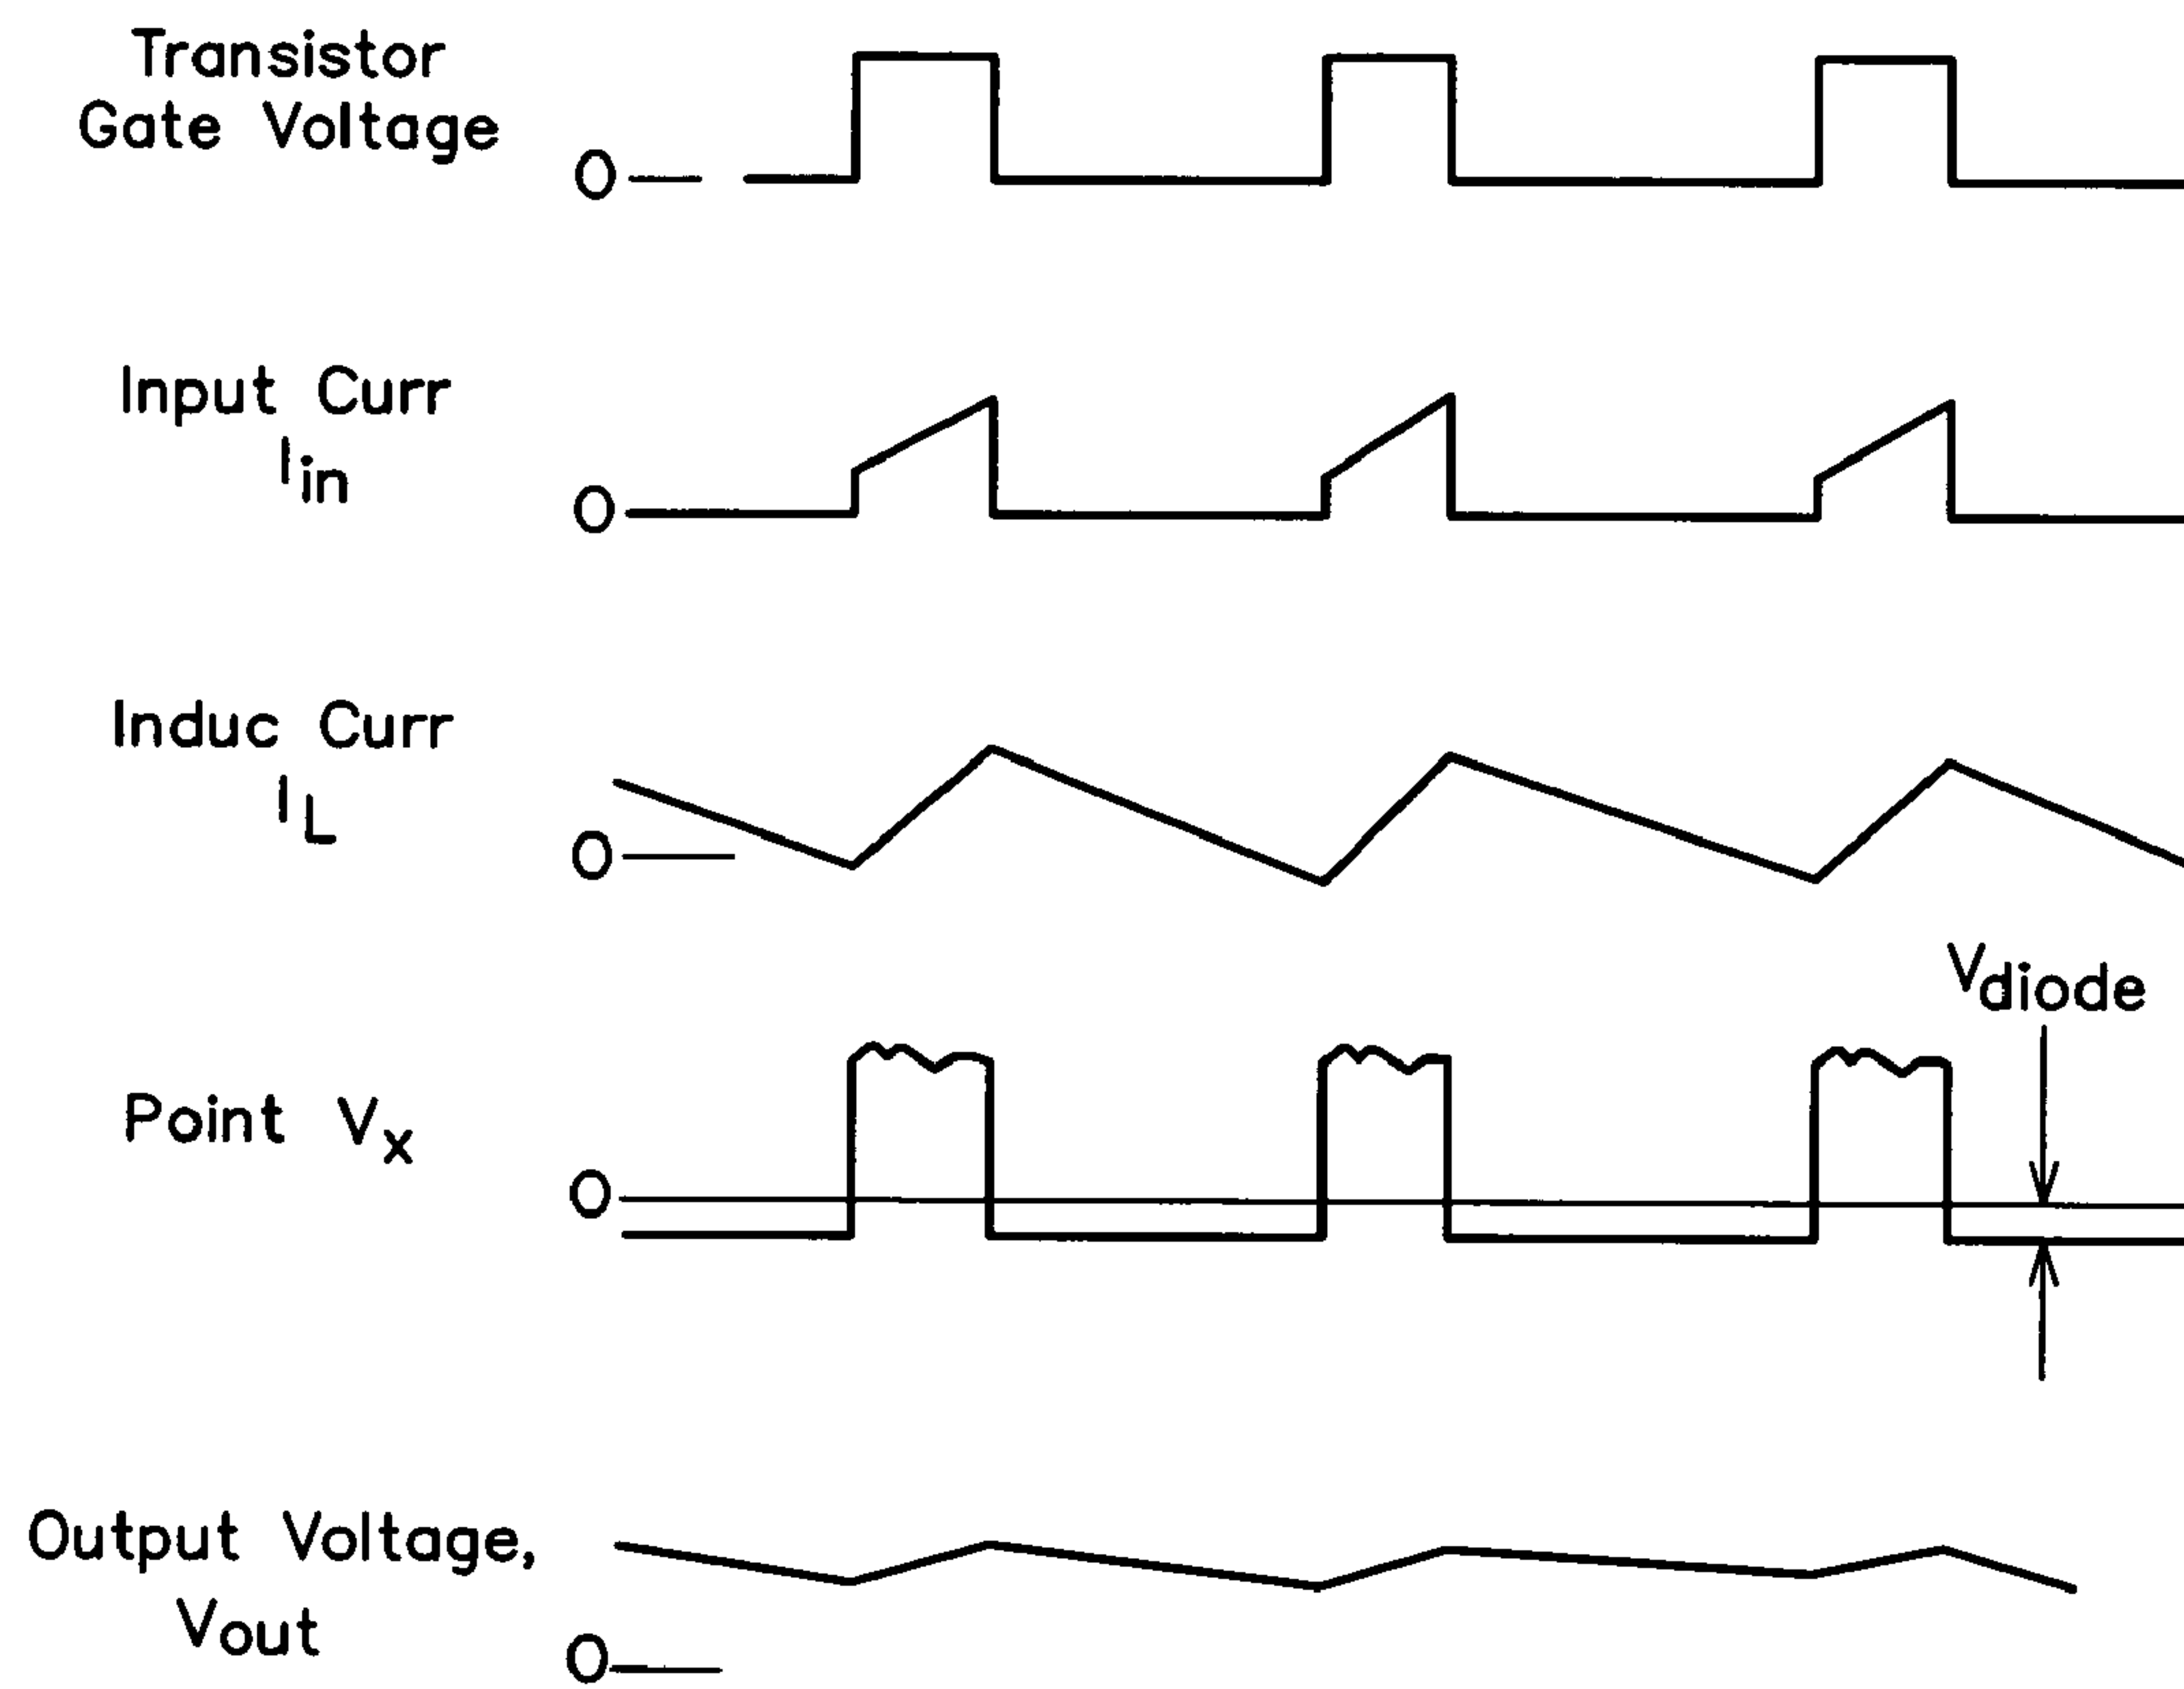 Transistor
Gate Voltage
0
Input Curr
Iin
0
Induc Curr
IL
0
Vdiode
Point Vx
0
Output Voltage,
Vout
0